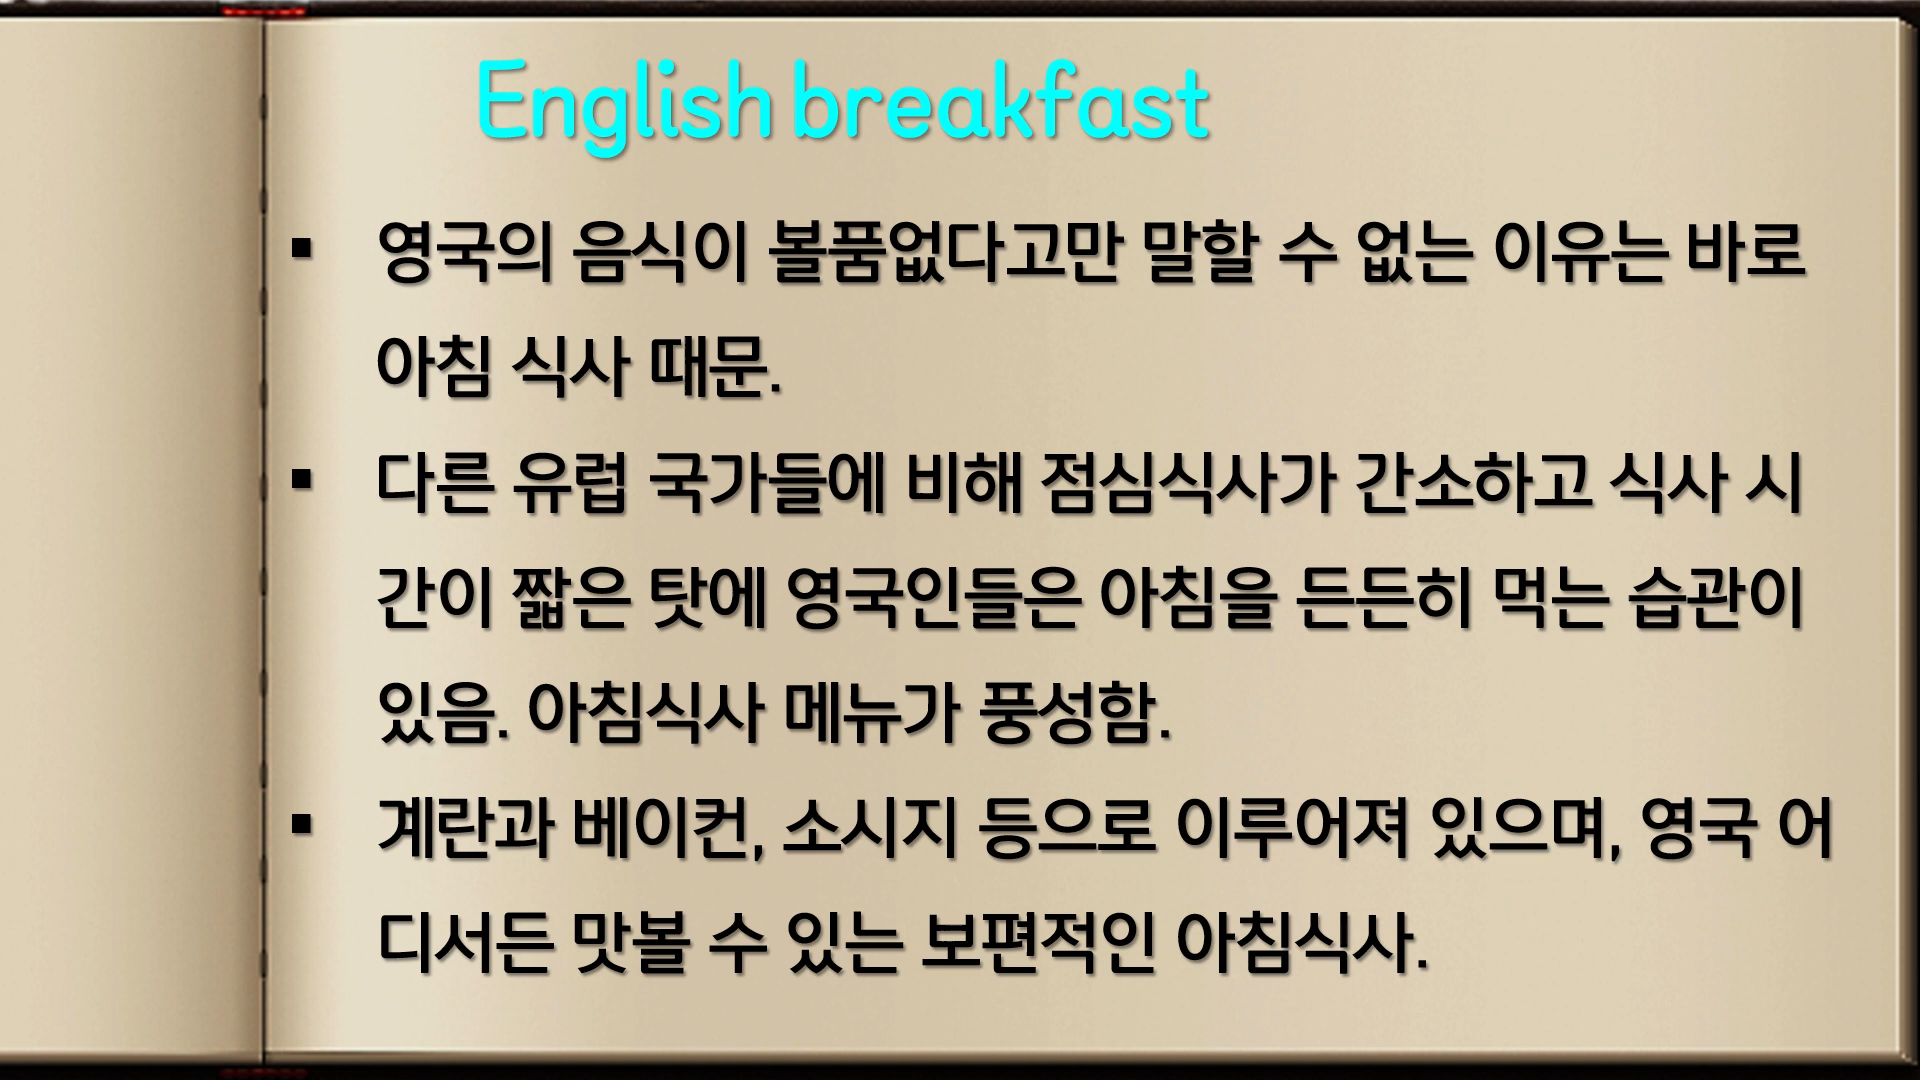 English breakfast
▪ 영국의 음식이 볼품없다고만 말할 수 없는 이유는 바로
아침 식사 때문.
▪ 다른 유럽 국가들에 비해 점심식사가 간소하고 식사 시
간이 짧은 탓에 영국인들은 아침을 든든히 먹는 습관이
있음. 아침식사 메뉴가 풍성함.
▪ 계란과 베이컨, 소시지 등으로 이루어져 있으며, 영국 어
디서든 맛볼 수 있는 보편적인 아침식사.